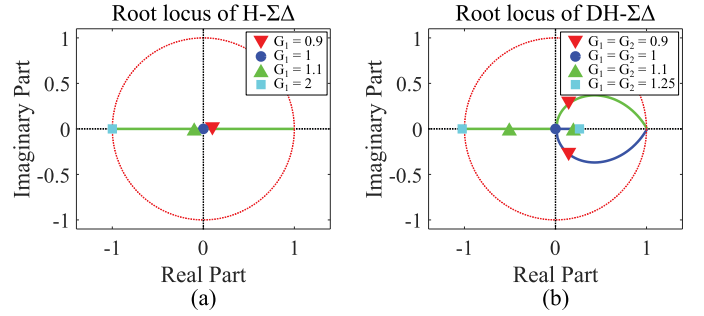 Root locus of H-ΣΔ
Imaginary Part
1
0.5
0
-0.5
-1
G₁ = 0.9
G₁ = 1
G₁ = 1.1
G₁ = 2
-1
0
1
Real Part
(a)
Root locus of DH-ΣΔ
Imaginary Part
1
0.5
0
-0.5
-1
G₁ = G₂ = 0.9
G₁ = G₂ = 1
G₁ = G₂ = 1.1
G₁ = G₂ = 1.25
-1
0
1
Real Part
(b)